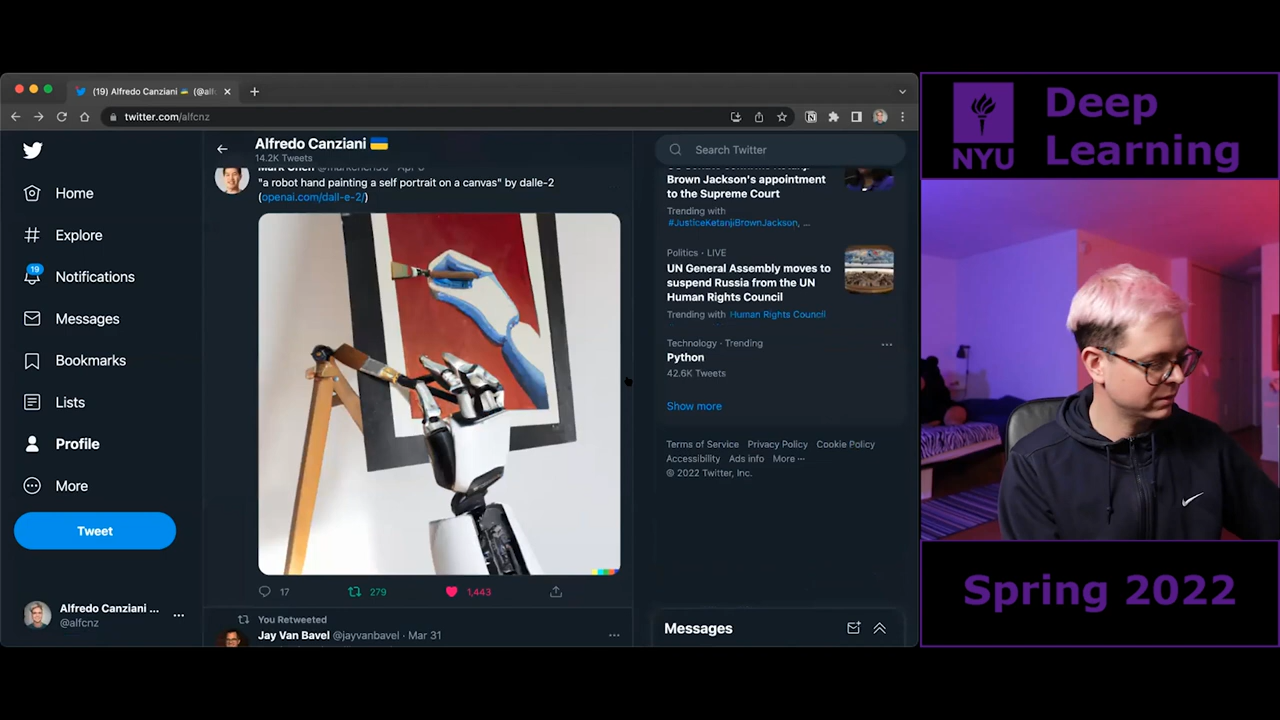 (19) Alfredo Canziani 🇺🇦 (@alf
twitter.com/alfcnz
Alfredo Canziani 🇺🇦
14.2K Tweets
Home
Explore
19
Notifications
Messages
Bookmarks
Lists
Profile
More
Tweet
Alfredo Canziani ...
@alfcnz
"a robot hand painting a self portrait on a canvas" by dalle-2
(openai.com/dall-e-2/)
17
279
1,443
You Retweeted
Jay Van Bavel @jayvanbavel · Mar 31
Search Twitter
Brown Jackson's appointment
to the Supreme Court
Trending with
#JusticeKetanjiBrownJackson, ...
Politics · LIVE
UN General Assembly moves to
suspend Russia from the UN
Human Rights Council
Trending with Human Rights Council
Technology · Trending
Python
42.6K Tweets
Show more
Terms of Service Privacy Policy Cookie Policy
Accessibility Ads info More ···
© 2022 Twitter, Inc.
Messages
NYU
Deep
Learning
Spring 2022